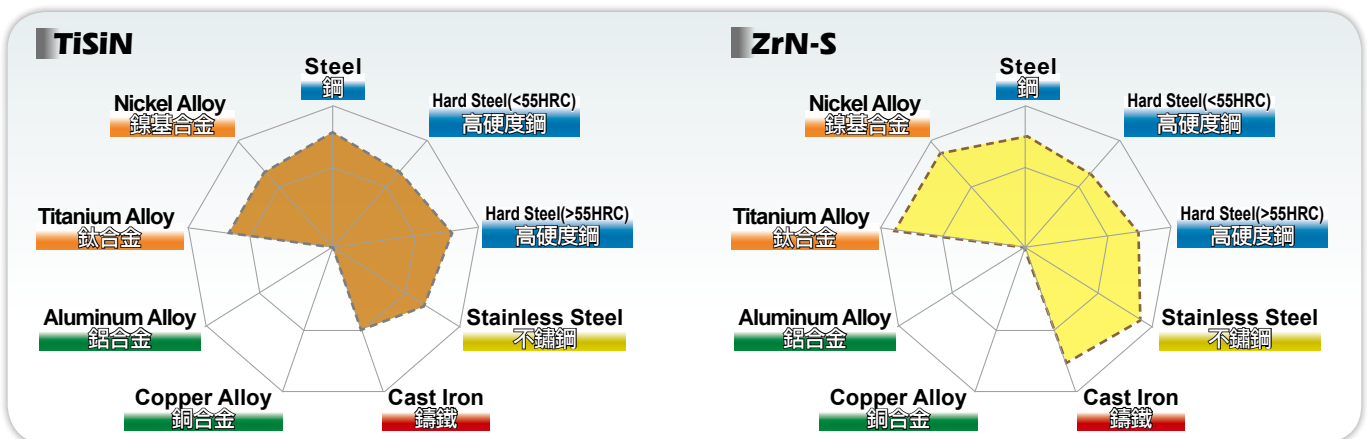 TiSiN
Steel
鋼
Hard Steel(<55HRC)
高硬度鋼
Hard Steel(>55HRC)
高硬度鋼
Stainless Steel
不鏽鋼
Cast Iron
鑄鐵
Copper Alloy
銅合金
Aluminum Alloy
鋁合金
Titanium Alloy
鈦合金
Nickel Alloy
鎳基合金
ZrN-S
Steel
鋼
Hard Steel(<55HRC)
高硬度鋼
Hard Steel(>55HRC)
高硬度鋼
Stainless Steel
不鏽鋼
Cast Iron
鑄鐵
Copper Alloy
銅合金
Aluminum Alloy
鋁合金
Titanium Alloy
鈦合金
Nickel Alloy
鎳基合金